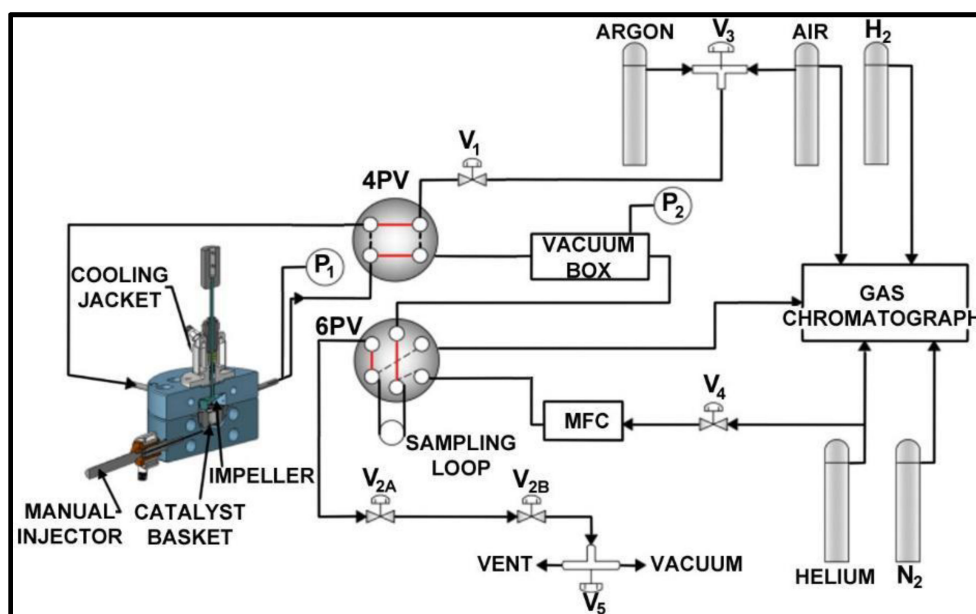 ARGON
V3
AIR
H2
V1
4PV
P2
VACUUM
BOX
P1
COOLING
JACKET
6PV
GAS
CHROMATOGRAPH
V4
MFC
SAMPLING
LOOP
IMPELLER
MANUAL
INJECTOR
CATALYST
BASKET
V2A
V2B
VENT
VACUUM
V5
HELIUM
N2